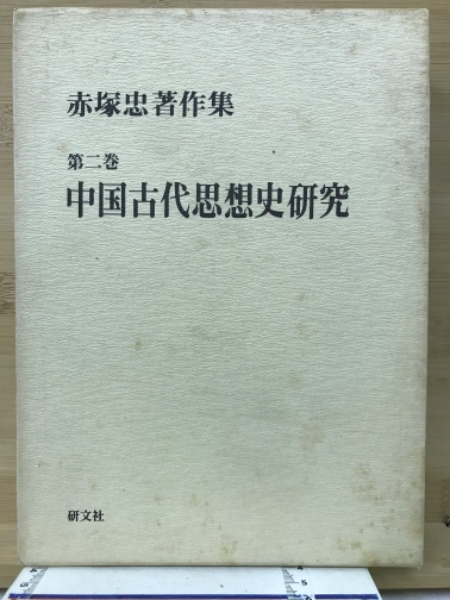 赤塚忠著作集
第二巻
中国古代思想史研究
研文社